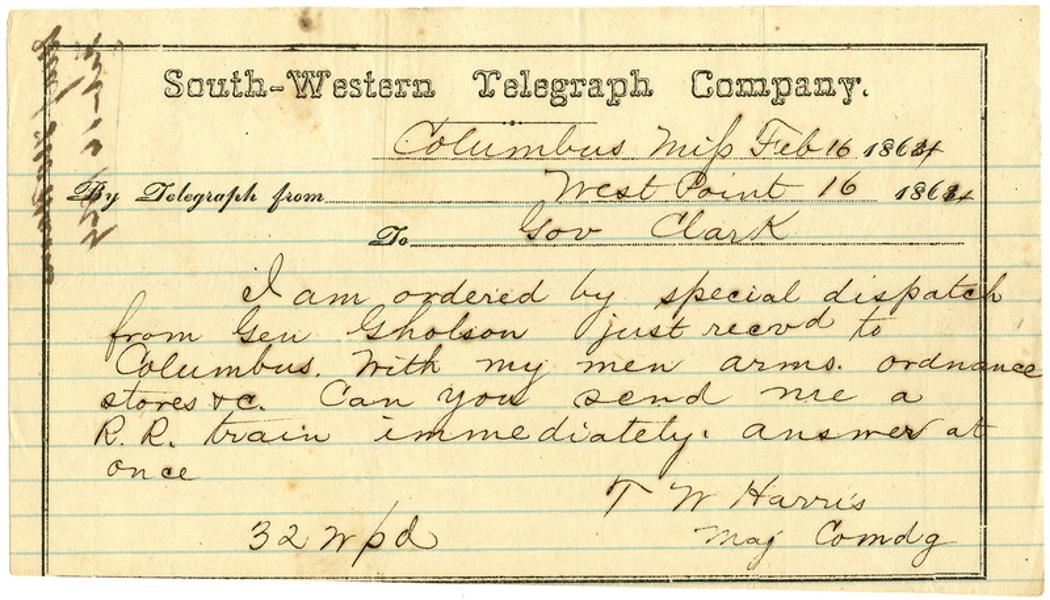 South-Western Telegraph Company.
Columbus Miss Feb 16 1864
By Telegraph from West Point 16 1864
To Gov Clark
I am ordered by special dispatch
from Gen Gholson just recvd to
Columbus. With my men arms. ordnance
stores &c. Can you send me a
R. R. train immediately. answer at
once
T W Harris
Maj Comdg
32 W pd